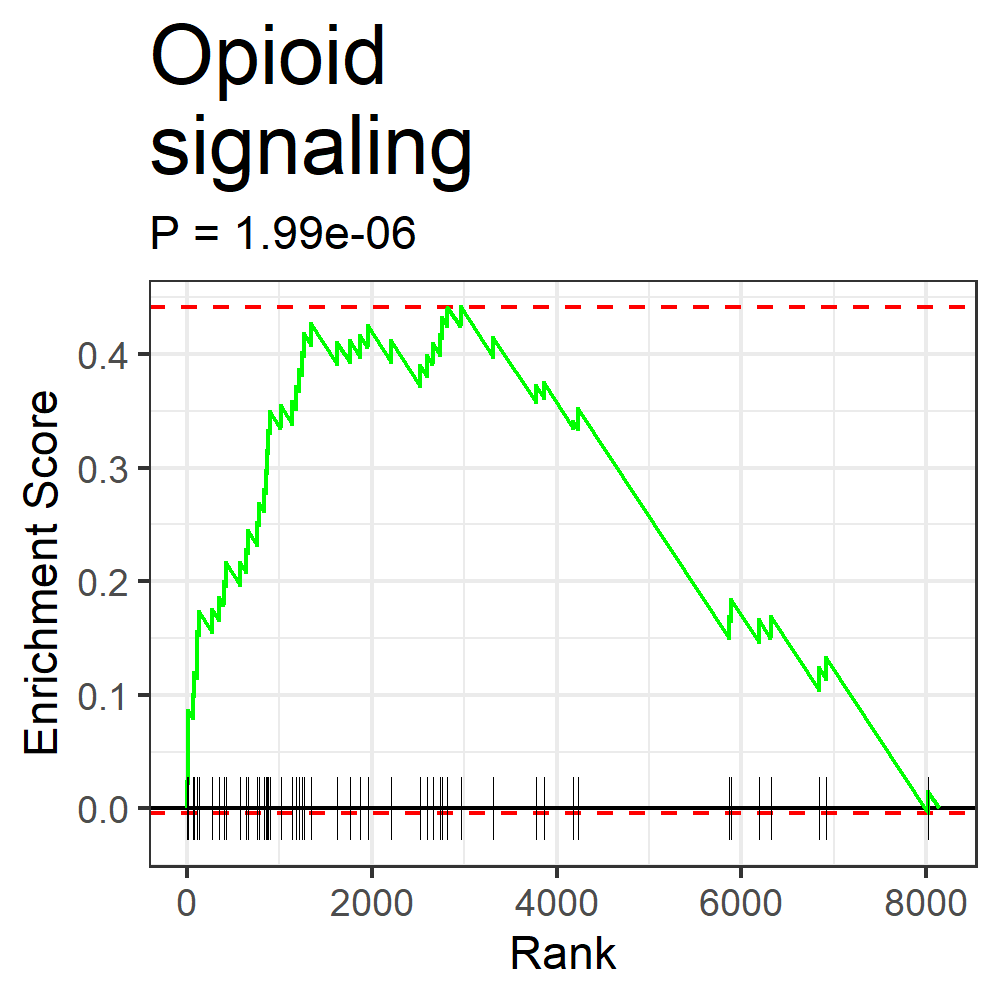 Opioid
signaling
P = 1.99e-06
Enrichment Score
0.4
0.3
0.2
0.1
0.0
0 2000 4000 6000 8000
Rank